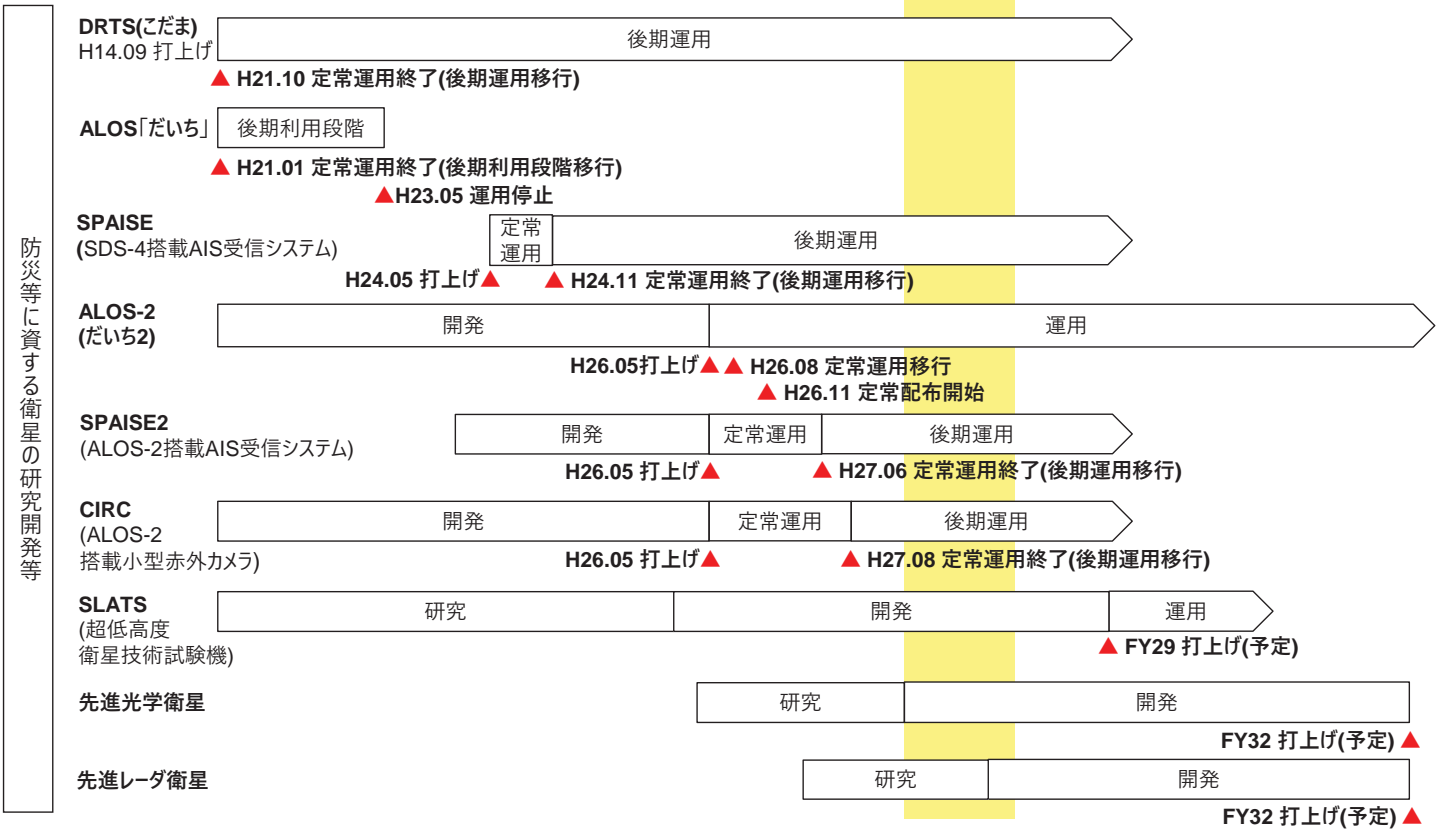 防災等に資する衛星の研究開発等
DRTS(こだま)
H14.09 打上げ
後期運用
▲ H21.10 定常運用終了(後期運用移行)
ALOS「だいち」
後期利用段階
▲ H21.01 定常運用終了(後期利用段階移行)
▲H23.05 運用停止
SPAISE
(SDS-4搭載AIS受信システム)
定常
運用
後期運用
H24.05 打上げ▲
▲ H24.11 定常運用終了(後期運用移行)
ALOS-2
(だいち2)
開発
運用
H26.05打上げ▲
▲ H26.08 定常運用移行
▲ H26.11 定常配布開始
SPAISE2
(ALOS-2搭載AIS受信システム)
開発
定常運用
後期運用
H26.05 打上げ▲
▲ H27.06 定常運用終了(後期運用移行)
CIRC
(ALOS-2
搭載小型赤外カメラ)
開発
定常運用
後期運用
H26.05 打上げ▲
▲ H27.08 定常運用終了(後期運用移行)
SLATS
(超低高度
衛星技術試験機)
研究
開発
運用
▲ FY29 打上げ(予定)
先進光学衛星
研究
開発
FY32 打上げ(予定) ▲
先進レーダ衛星
研究
開発
FY32 打上げ(予定) ▲